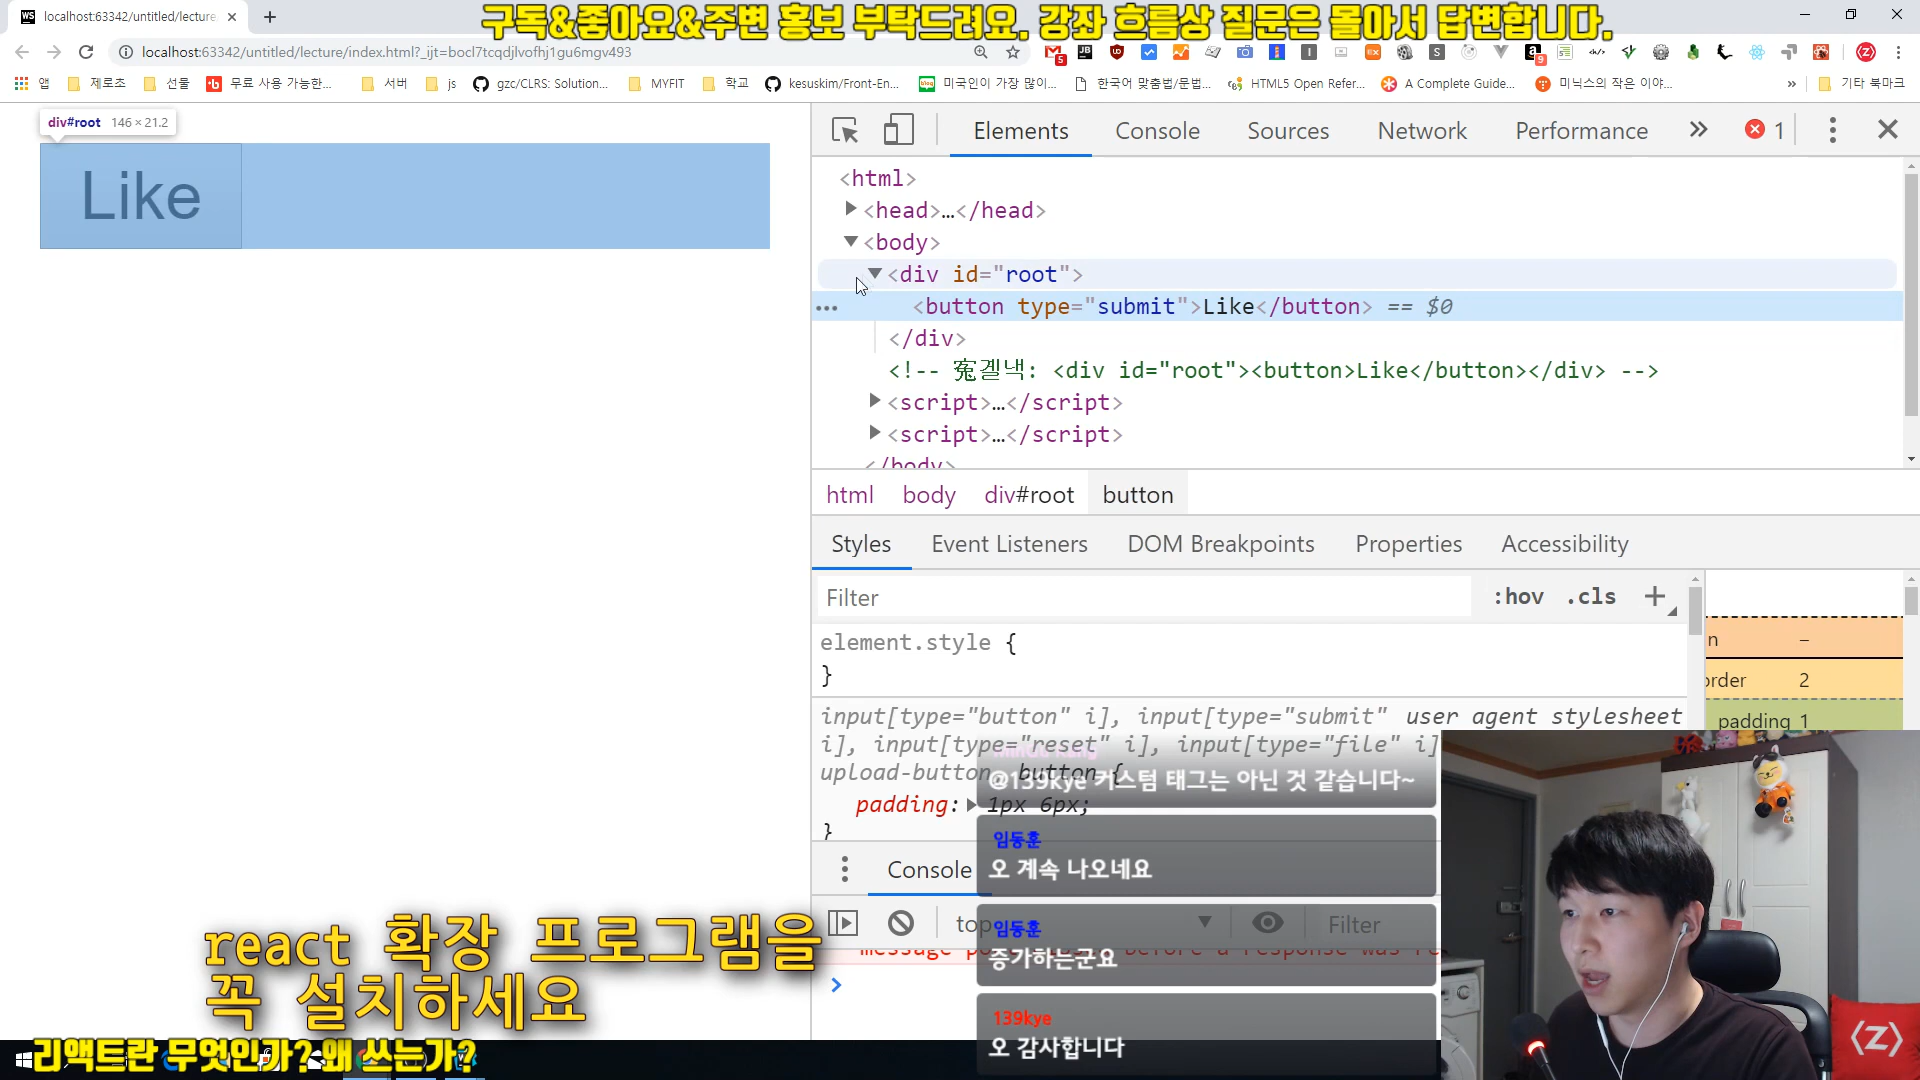 localhost:63342/untitled/lecture
구독&좋아요&주변 홍보 부탁드려요, 강좌 흐름상 질문은 몰아서 답변합니다.
localhost:63342/untitled/lecture/index.html?_ijt=bocl7tcqdjlvofhj1gu6mgv493
앱 제로초 선물 무료 사용 가능한... 서버 js gzc/CLRS: Solution... MYFIT 학교 kesuskim/Front-En... 미국인이 가장 많이... 한국어 맞춤법/문법... HTML5 Open Refer... A Complete Guide... 미닉스의 작은 이야... » 기타 북마크
div#root 146 × 21.2
Like
Elements Console Sources Network Performance » 1
<html>
<head>…</head>
<body>
<div id="root">
<button type="submit">Like</button> == $0
</div>
<!-- 寃곌낵: <div id="root"><button>Like</button></div> -->
<script>…</script>
<script>…</script>
</body>
html body div#root button
Styles Event Listeners DOM Breakpoints Properties Accessibility
Filter :hov .cls +
element.style {
}
input[type="button" i], input[type="submit" user agent stylesheet
i], input[type="reset" i], input[type="file" i]
upload-button, button {
padding: 1px 6px;
}
order 2
padding 1
@139kye 커스텀 태그는 아닌 것 같습니다~
임동훈
오 계속 나오네요
임동훈
증가하는군요
139kye
오 감사합니다
Console
top Filter
before a response was re
react 확장 프로그램을
꼭 설치하세요
리액트란 무엇인가? 왜 쓰는가?